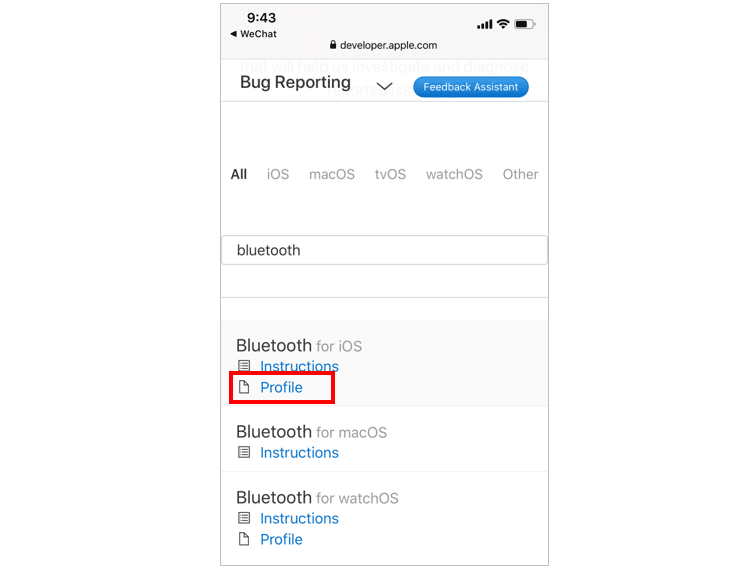 9:43
◀ WeChat
developer.apple.com
that will help us investigate and diagnose
Bug Reporting
Feedback Assistant
All iOS macOS tvOS watchOS Other
bluetooth
Bluetooth for iOS
Instructions
Profile
Bluetooth for macOS
Instructions
Bluetooth for watchOS
Instructions
Profile